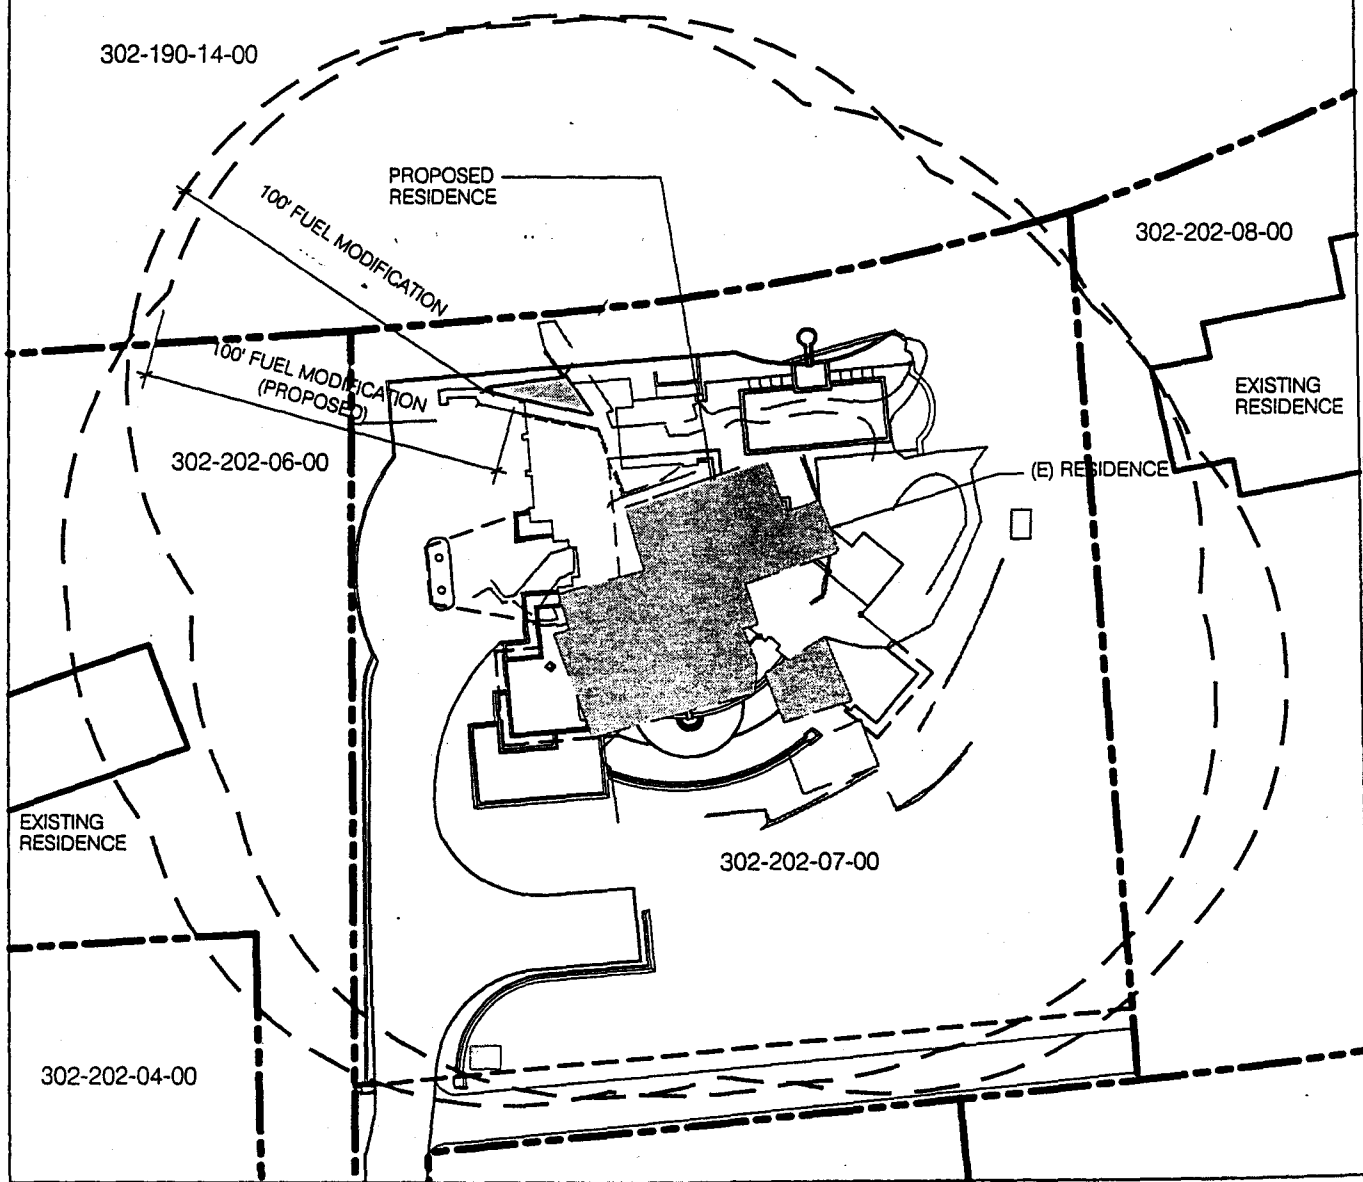 302-190-14-00
PROPOSED
RESIDENCE
100' FUEL MODIFICATION
302-202-08-00
100' FUEL MODIFICATION
(PROPOSED)
EXISTING
RESIDENCE
302-202-06-00
(E) RESIDENCE
EXISTING
RESIDENCE
302-202-07-00
302-202-04-00